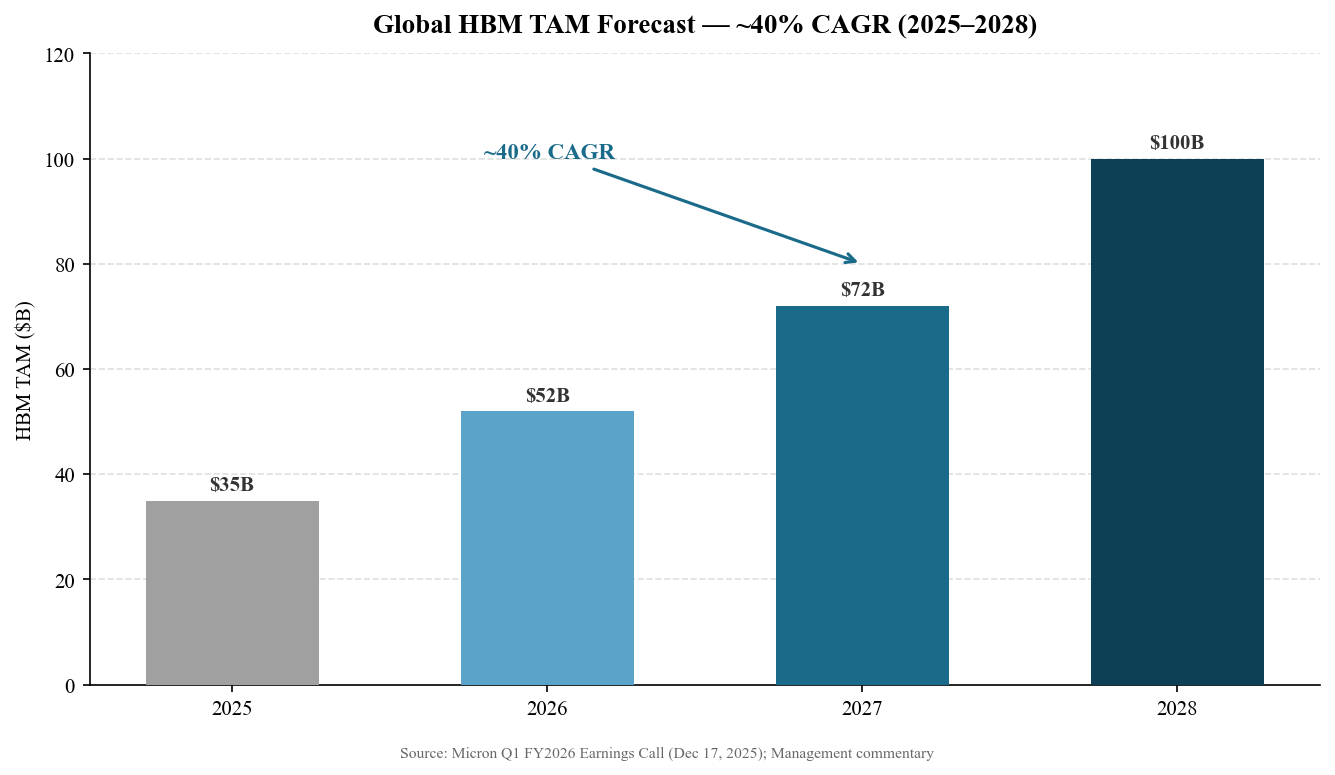 Global HBM TAM Forecast — ~40% CAGR (2025–2028)
HBM TAM ($B)
120
100
80
60
40
20
0
~40% CAGR
$35B
$52B
$72B
$100B
2025
2026
2027
2028
Source: Micron Q1 FY2026 Earnings Call (Dec 17, 2025); Management commentary